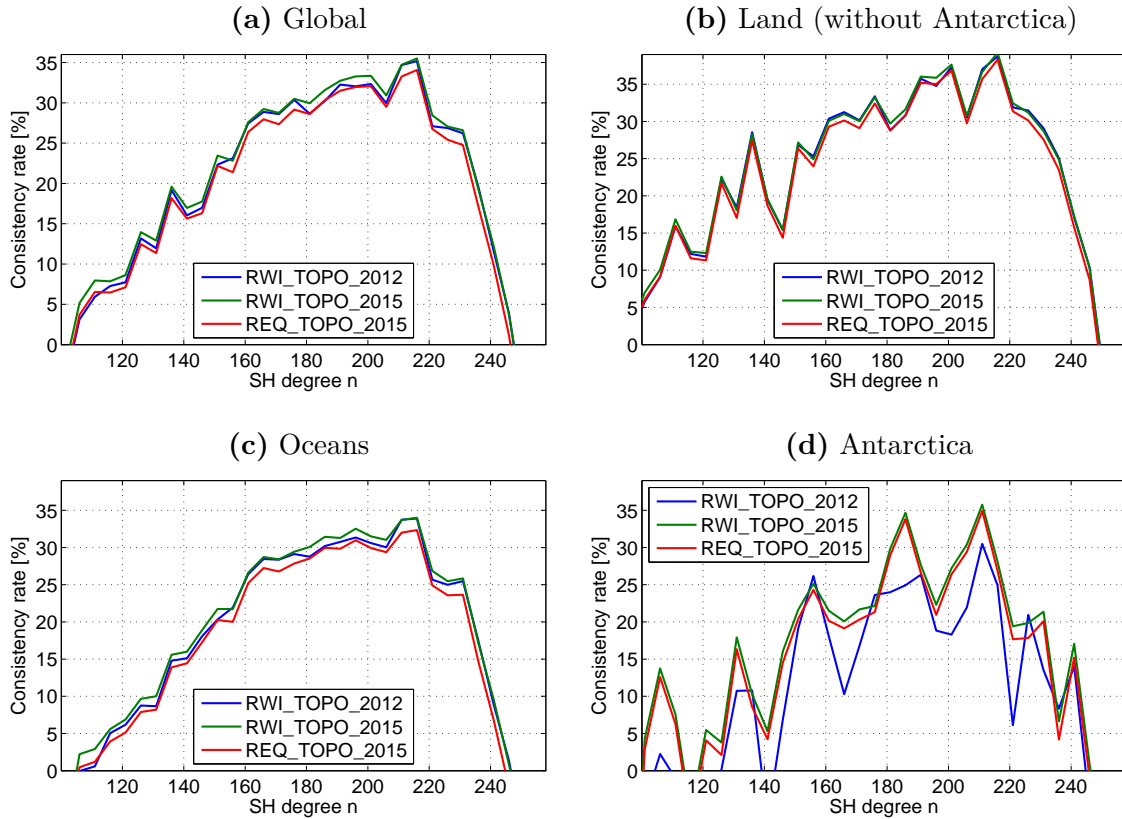 (a) Global
Consistency rate [%]
35
30
25
20
15
10
5
0
RWI_TOPO_2012
RWI_TOPO_2015
REQ_TOPO_2015
120 140 160 180 200 220 240
SH degree n
(b) Land (without Antarctica)
Consistency rate [%]
35
30
25
20
15
10
5
0
RWI_TOPO_2012
RWI_TOPO_2015
REQ_TOPO_2015
120 140 160 180 200 220 240
SH degree n
(c) Oceans
Consistency rate [%]
35
30
25
20
15
10
5
0
RWI_TOPO_2012
RWI_TOPO_2015
REQ_TOPO_2015
120 140 160 180 200 220 240
SH degree n
(d) Antarctica
Consistency rate [%]
35
30
25
20
15
10
5
0
RWI_TOPO_2012
RWI_TOPO_2015
REQ_TOPO_2015
120 140 160 180 200 220 240
SH degree n